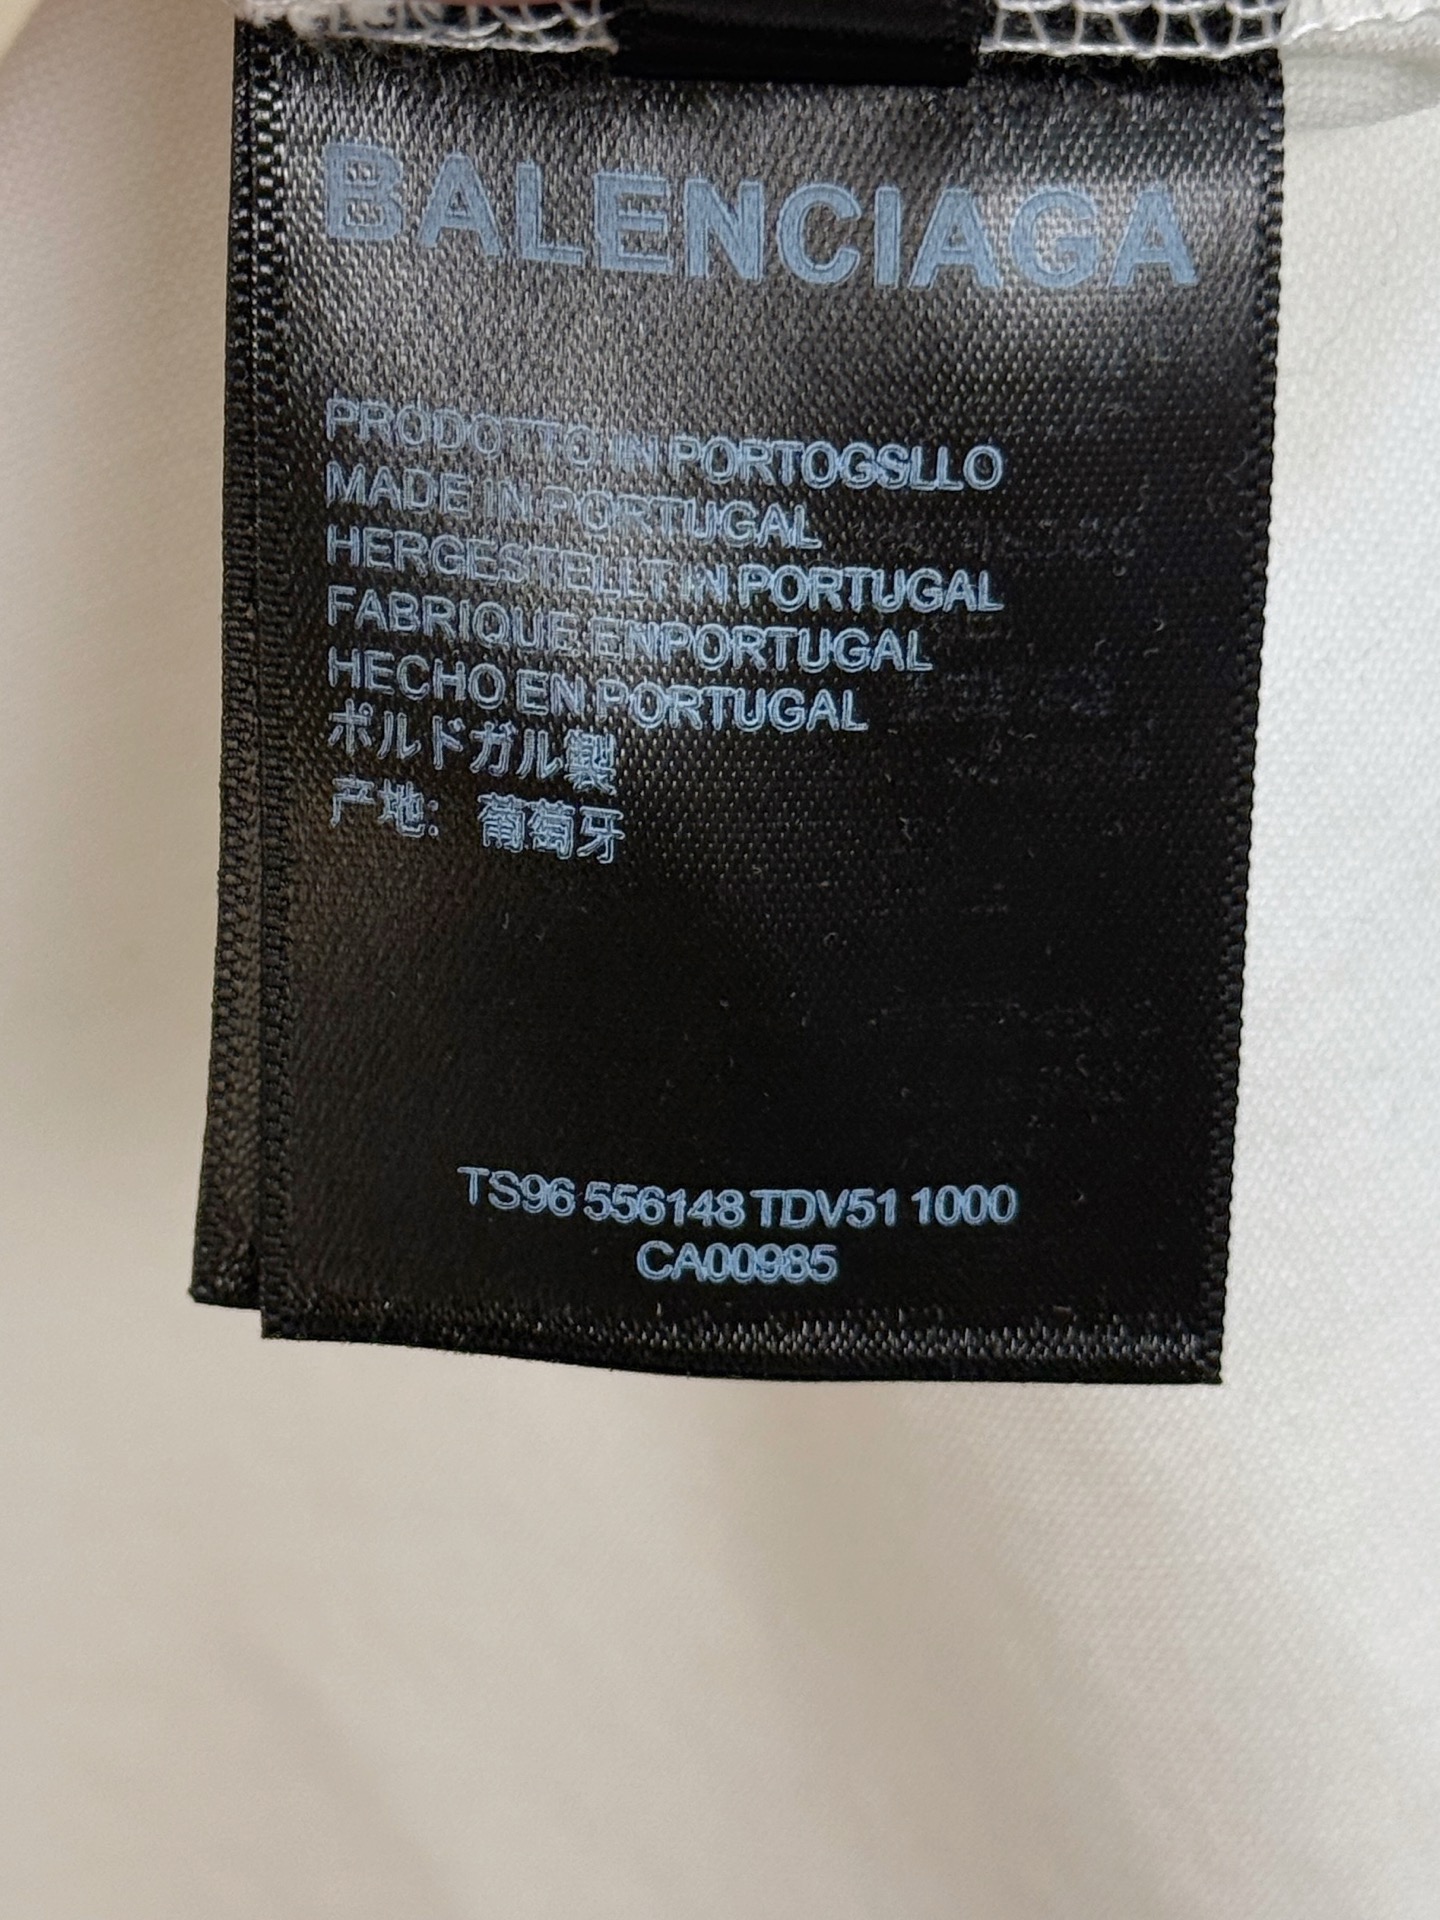 BALENCIAGA
PRODOTTO IN PORTOGSLLO
MADE IN PORTUGAL
HERGESTELLT IN PORTUGAL
FABRIQUE ENPORTUGAL
HECHO EN PORTUGAL
ポルドガル製
产地: 葡萄牙
TS96 556148 TDV51 1000
CA00985